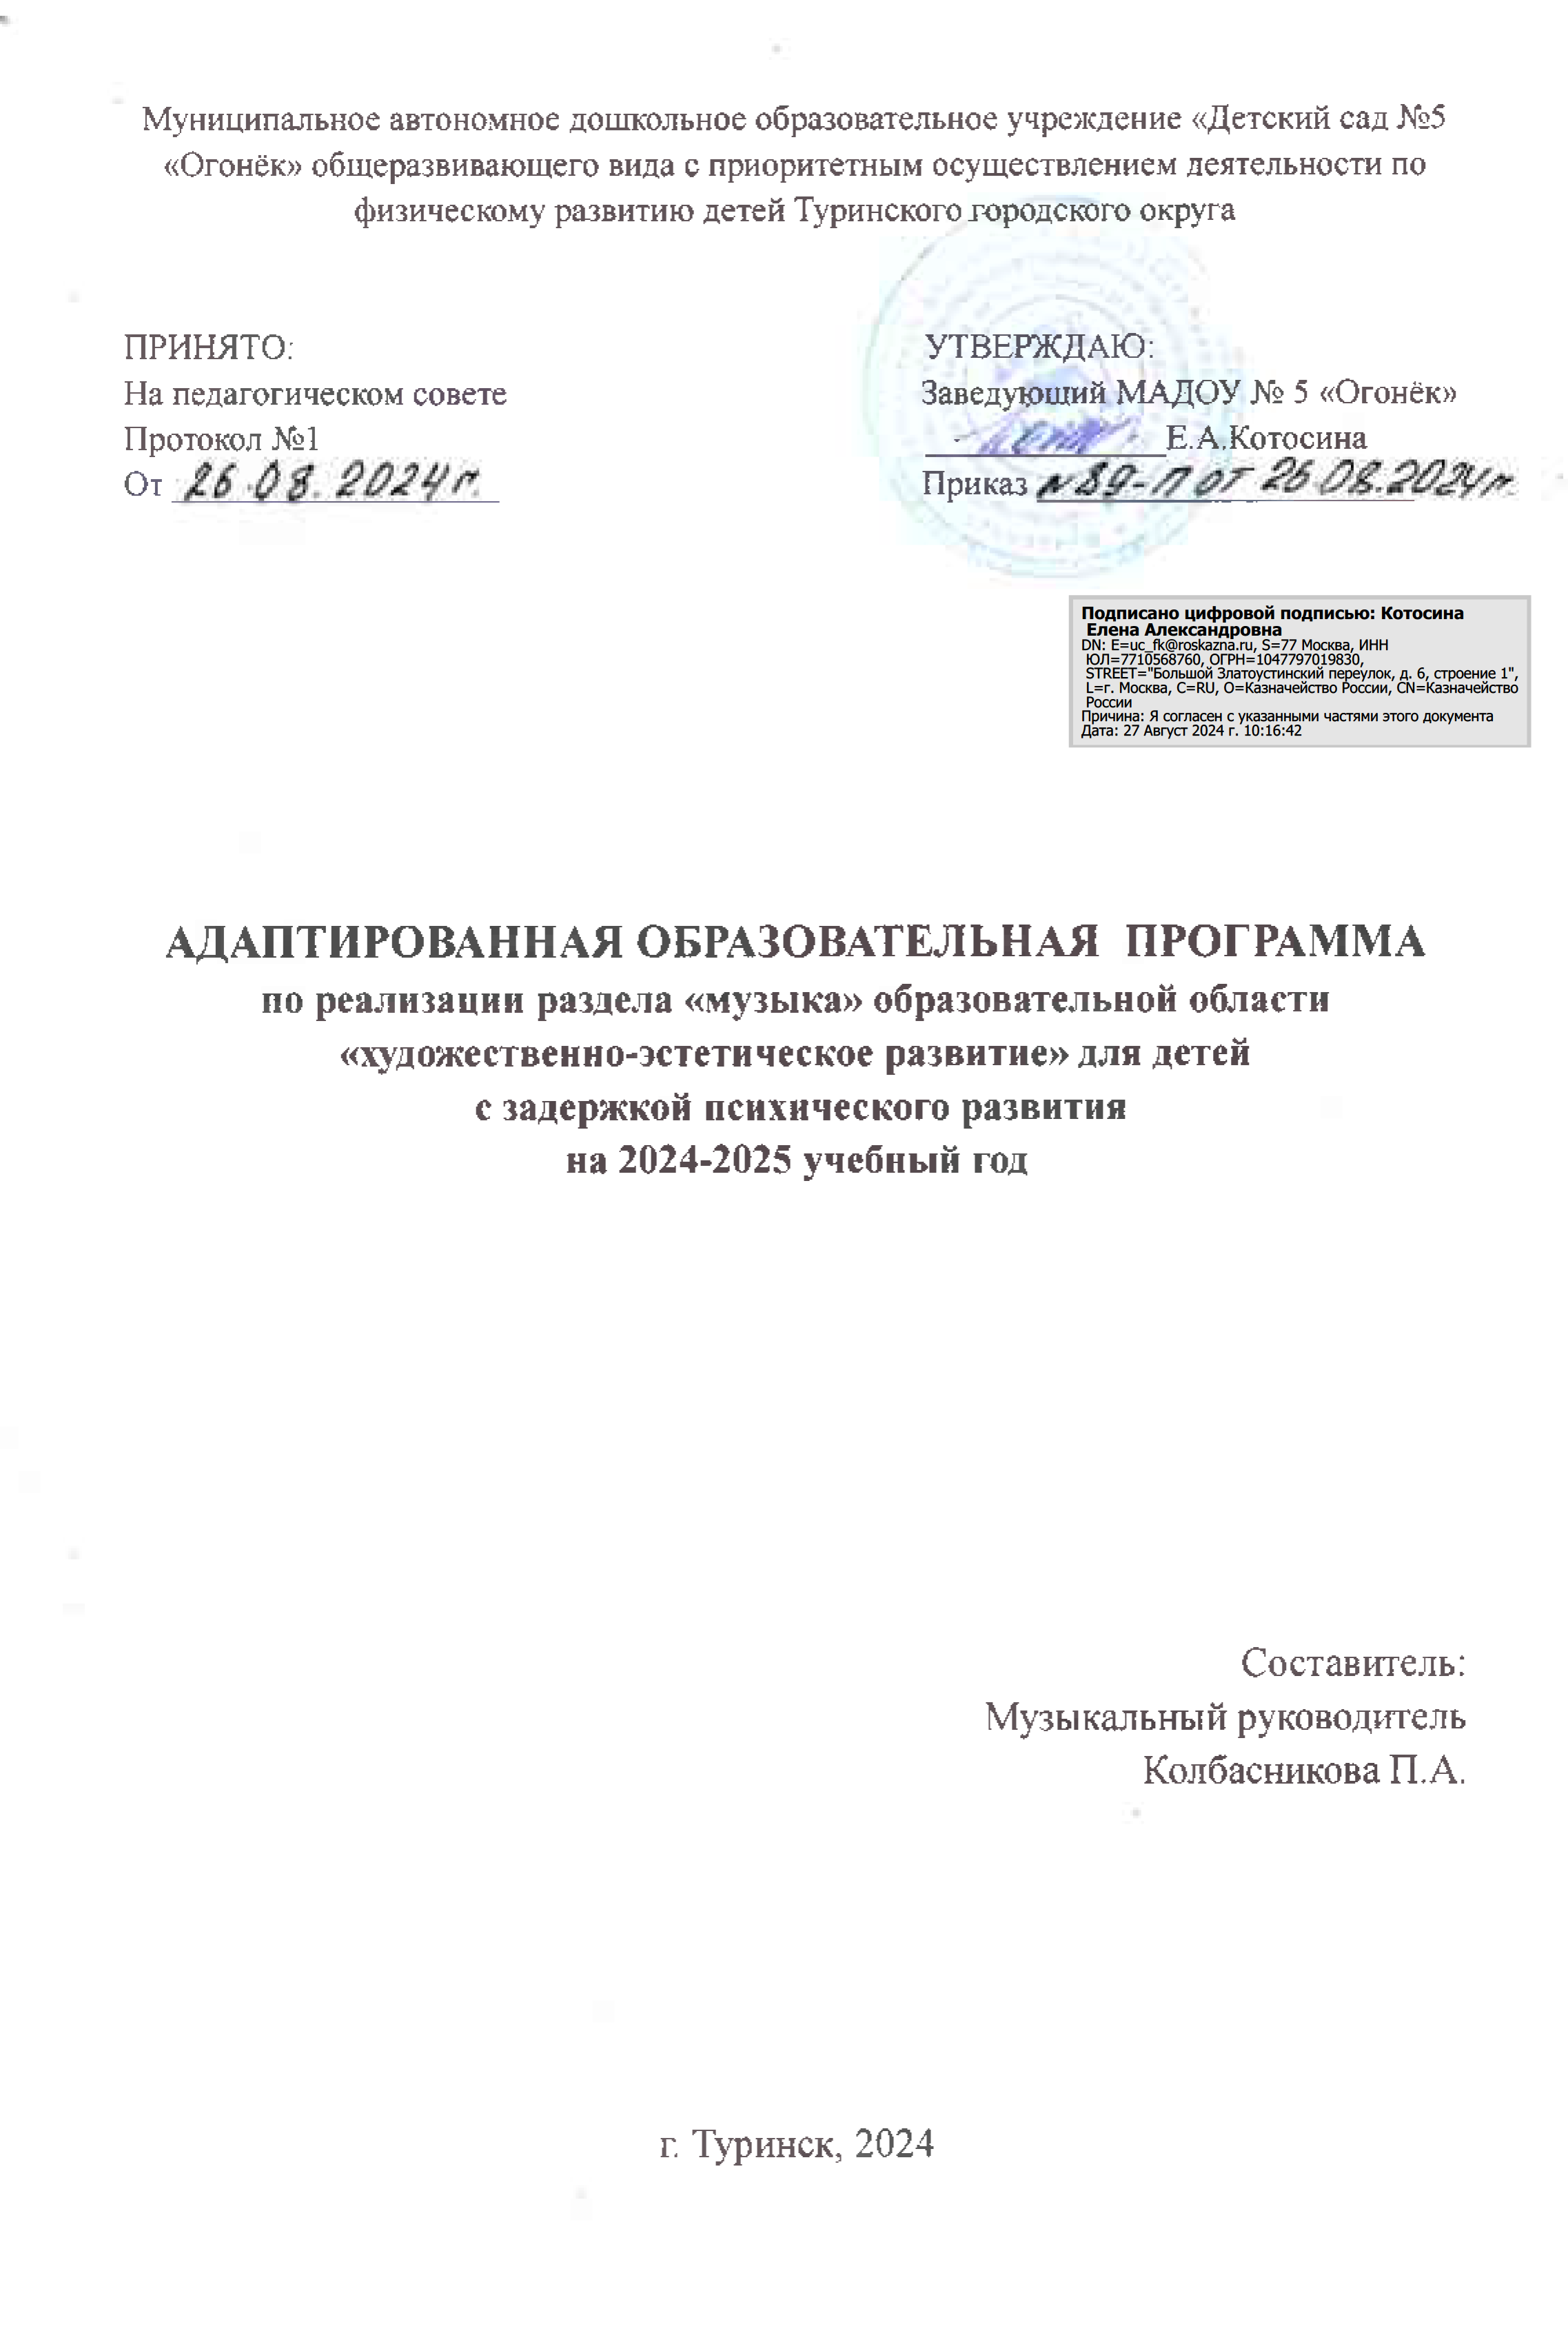 Муниципальное автономное дошкольное образовательное учреждение «Детский сад №5
«Огонёк» общеразвивающего вида с приоритетным осуществлением деятельности по
физическому развитию детей Туринского городского округа
ПРИНЯТО:
На педагогическом совете
Протокол №1
От 26.08.2024 г.
УТВЕРЖДАЮ:
Заведующий МАДОУ № 5 «Огонёк»
Е.А.Котосина
Приказ №89-П от 26.08.2024 г.
Подписано цифровой подписью: Котосина
Елена Александровна
DN: E=uc_fk@roskazna.ru, S=77 Москва, ИНН
ЮЛ=7710568760, ОГРН=1047797019830,
STREET="Большой Златоустинский переулок, д. 6, строение 1",
L=г. Москва, C=RU, O=Казначейство России, CN=Казначейство
России
Причина: Я согласен с указанными частями этого документа
Дата: 27 Август 2024 г. 10:16:42
АДАПТИРОВАННАЯ ОБРАЗОВАТЕЛЬНАЯ ПРОГРАММА
по реализации раздела «музыка» образовательной области
«художественно-эстетическое развитие» для детей
с задержкой психического развития
на 2024-2025 учебный год
Составитель:
Музыкальный руководитель
Колбасникова П.А.
г. Туринск, 2024